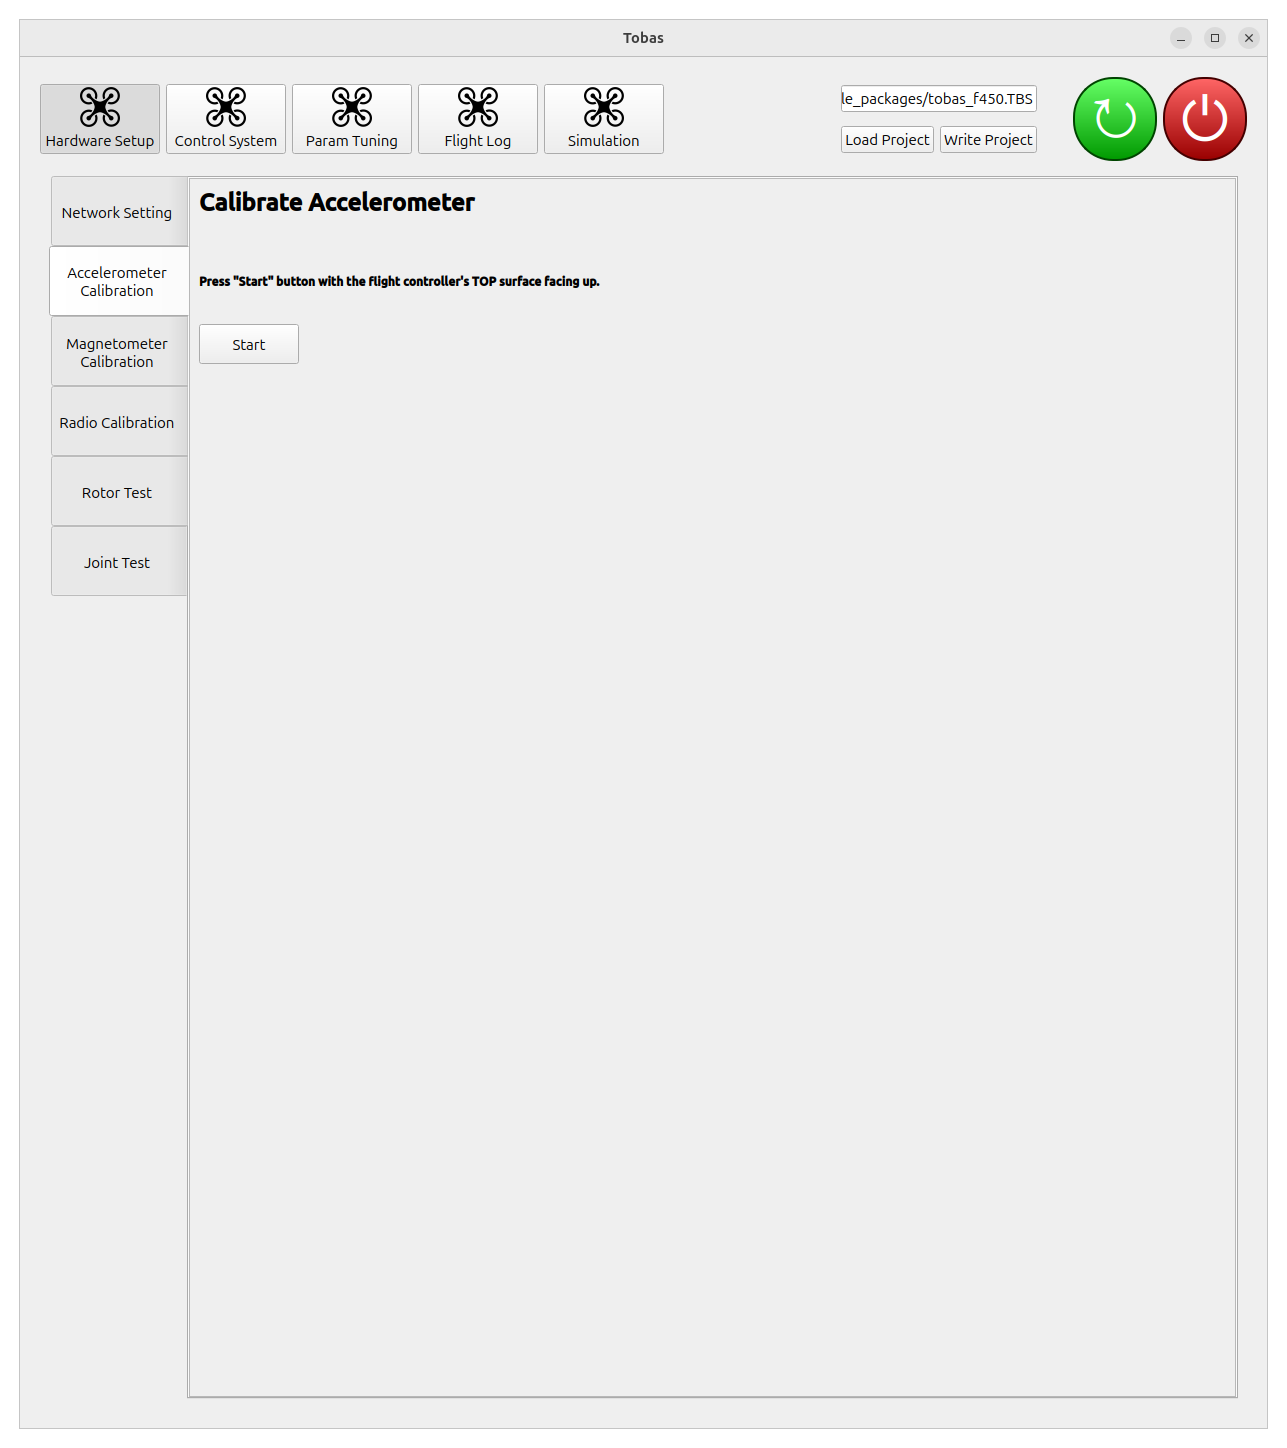 Tobas
Hardware Setup
Control System
Param Tuning
Flight Log
Simulation
le_packages/tobas_f450.TBS
Load Project
Write Project
Network Setting
Accelerometer
Calibration
Magnetometer
Calibration
Radio Calibration
Rotor Test
Joint Test
Calibrate Accelerometer
Press "Start" button with the flight controller's TOP surface facing up.
Start